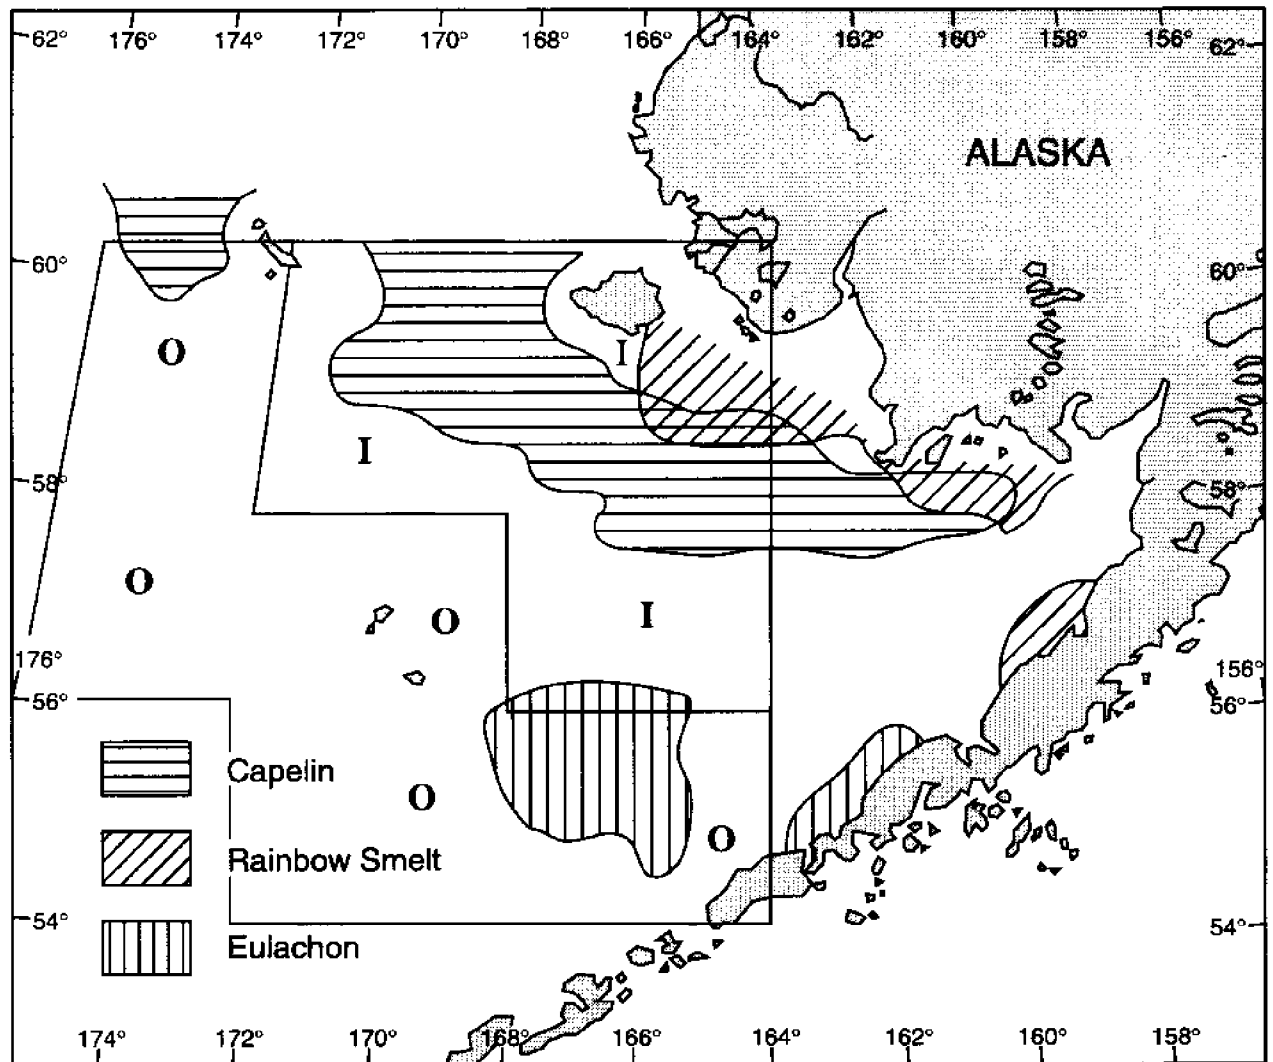 62° 176° 174° 172° 170° 168° 166° 164° 162° 160° 158° 156° 62°
ALASKA
60° 60°
O I
I
58° 58°
O
O I
176° 156°
56° 56°
Capelin
O
O
Rainbow Smelt
54° 54°
Eulachon
174° 172° 170° 168° 166° 164° 162° 160° 158°